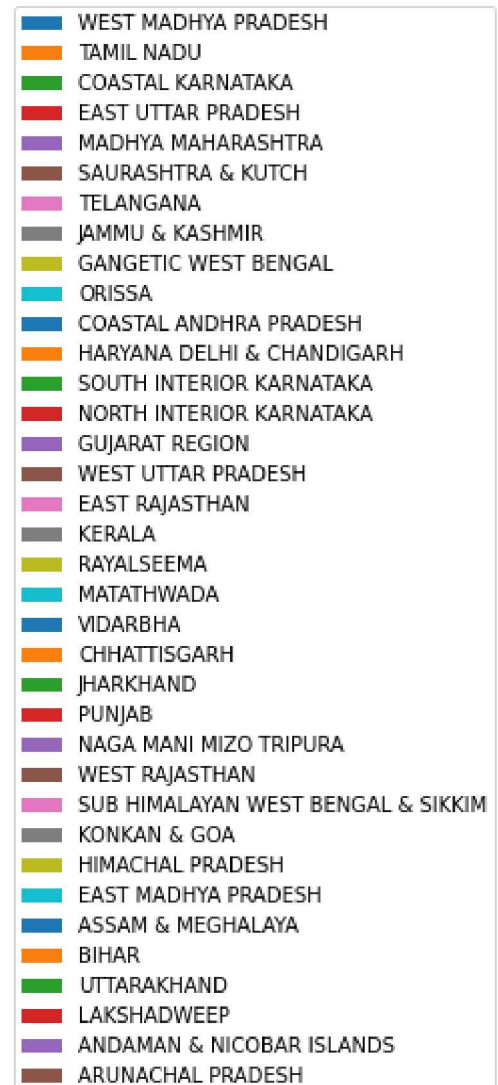 WEST MADHYA PRADESH
TAMIL NADU
COASTAL KARNATAKA
EAST UTTAR PRADESH
MADHYA MAHARASHTRA
SAURASHTRA & KUTCH
TELANGANA
JAMMU & KASHMIR
GANGETIC WEST BENGAL
ORISSA
COASTAL ANDHRA PRADESH
HARYANA DELHI & CHANDIGARH
SOUTH INTERIOR KARNATAKA
NORTH INTERIOR KARNATAKA
GUJARAT REGION
WEST UTTAR PRADESH
EAST RAJASTHAN
KERALA
RAYALSEEMA
MATATHWADA
VIDARBHA
CHHATTISGARH
JHARKHAND
PUNJAB
NAGA MANI MIZO TRIPURA
WEST RAJASTHAN
SUB HIMALAYAN WEST BENGAL & SIKKIM
KONKAN & GOA
HIMACHAL PRADESH
EAST MADHYA PRADESH
ASSAM & MEGHALAYA
BIHAR
UTTARAKHAND
LAKSHADWEEP
ANDAMAN & NICOBAR ISLANDS
ARUNACHAL PRADESH